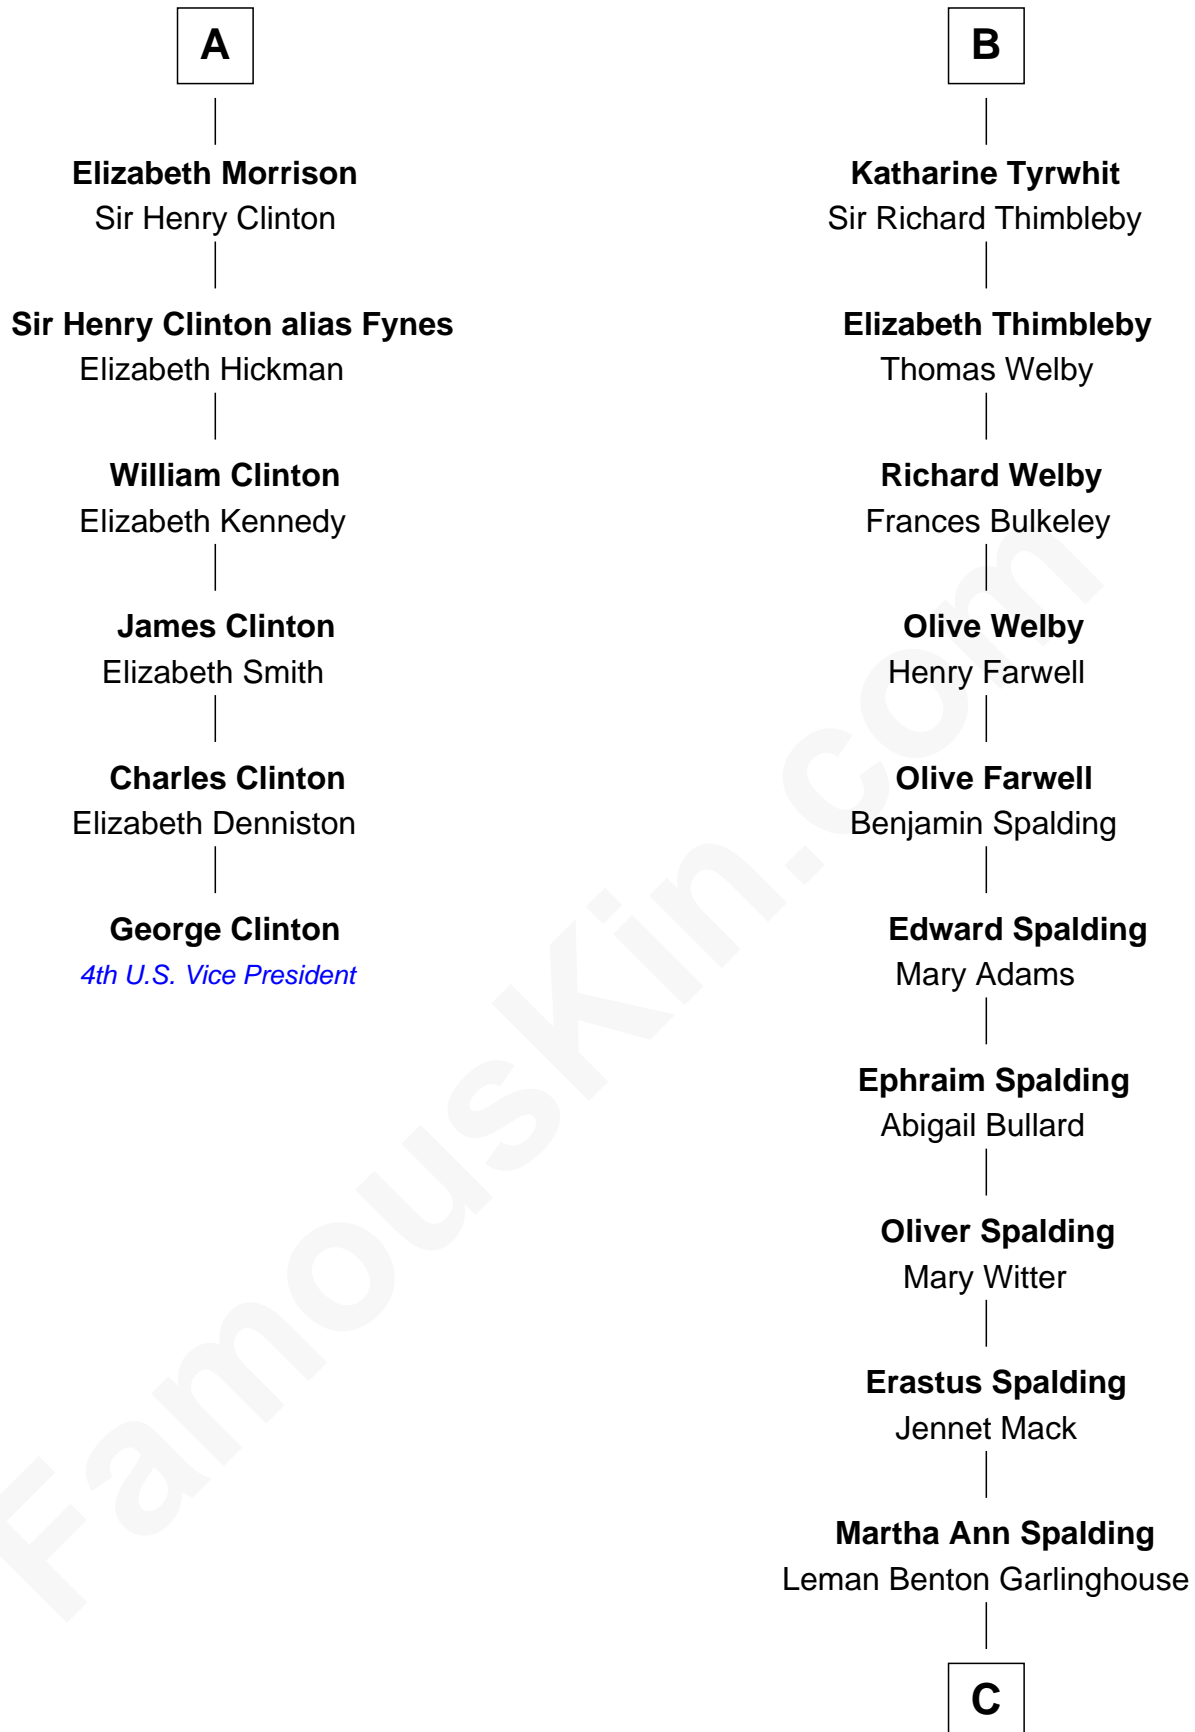 A
Elizabeth Morrison
Sir Henry Clinton
Sir Henry Clinton alias Fynes
Elizabeth Hickman
William Clinton
Elizabeth Kennedy
James Clinton
Elizabeth Smith
Charles Clinton
Elizabeth Denniston
George Clinton
4th U.S. Vice President
B
Katharine Tyrwhit
Sir Richard Thimbleby
Elizabeth Thimbleby
Thomas Welby
Richard Welby
Frances Bulkeley
Olive Welby
Henry Farwell
Olive Farwell
Benjamin Spalding
Edward Spalding
Mary Adams
Ephraim Spalding
Abigail Bullard
Oliver Spalding
Mary Witter
Erastus Spalding
Jennet Mack
Martha Ann Spalding
Leman Benton Garlinghouse
C
FamousKin.com